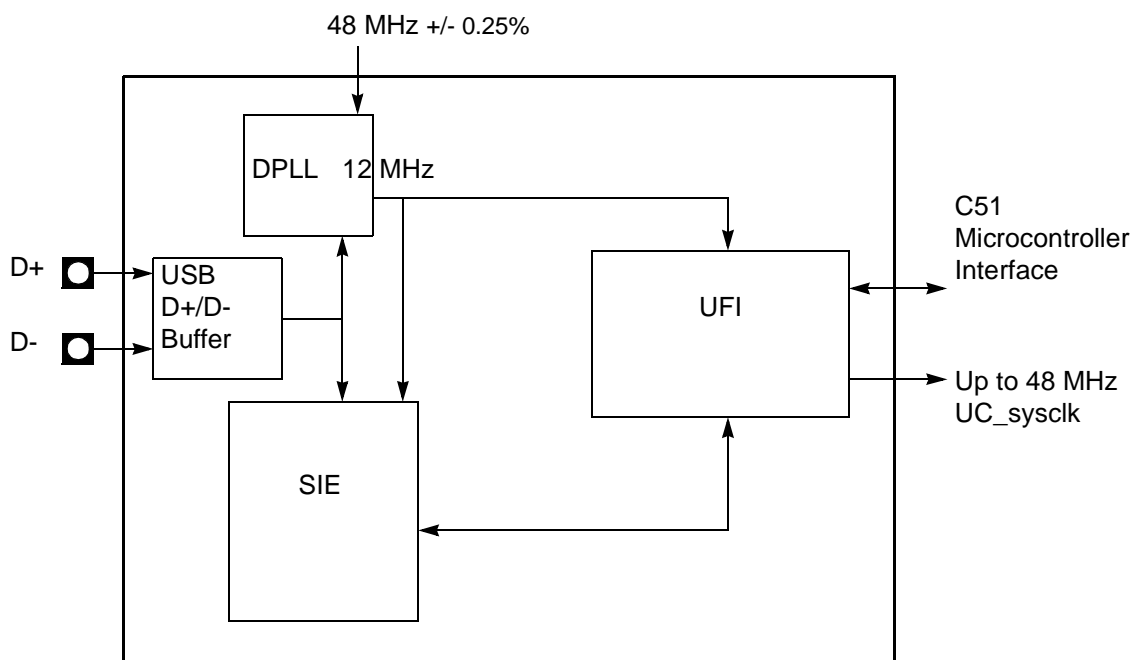 48 MHz +/- 0.25%
DPLL 12 MHz
C51
Microcontroller
Interface
D+
USB
D+/D-
Buffer
UFI
D-
Up to 48 MHz
UC_sysclk
SIE